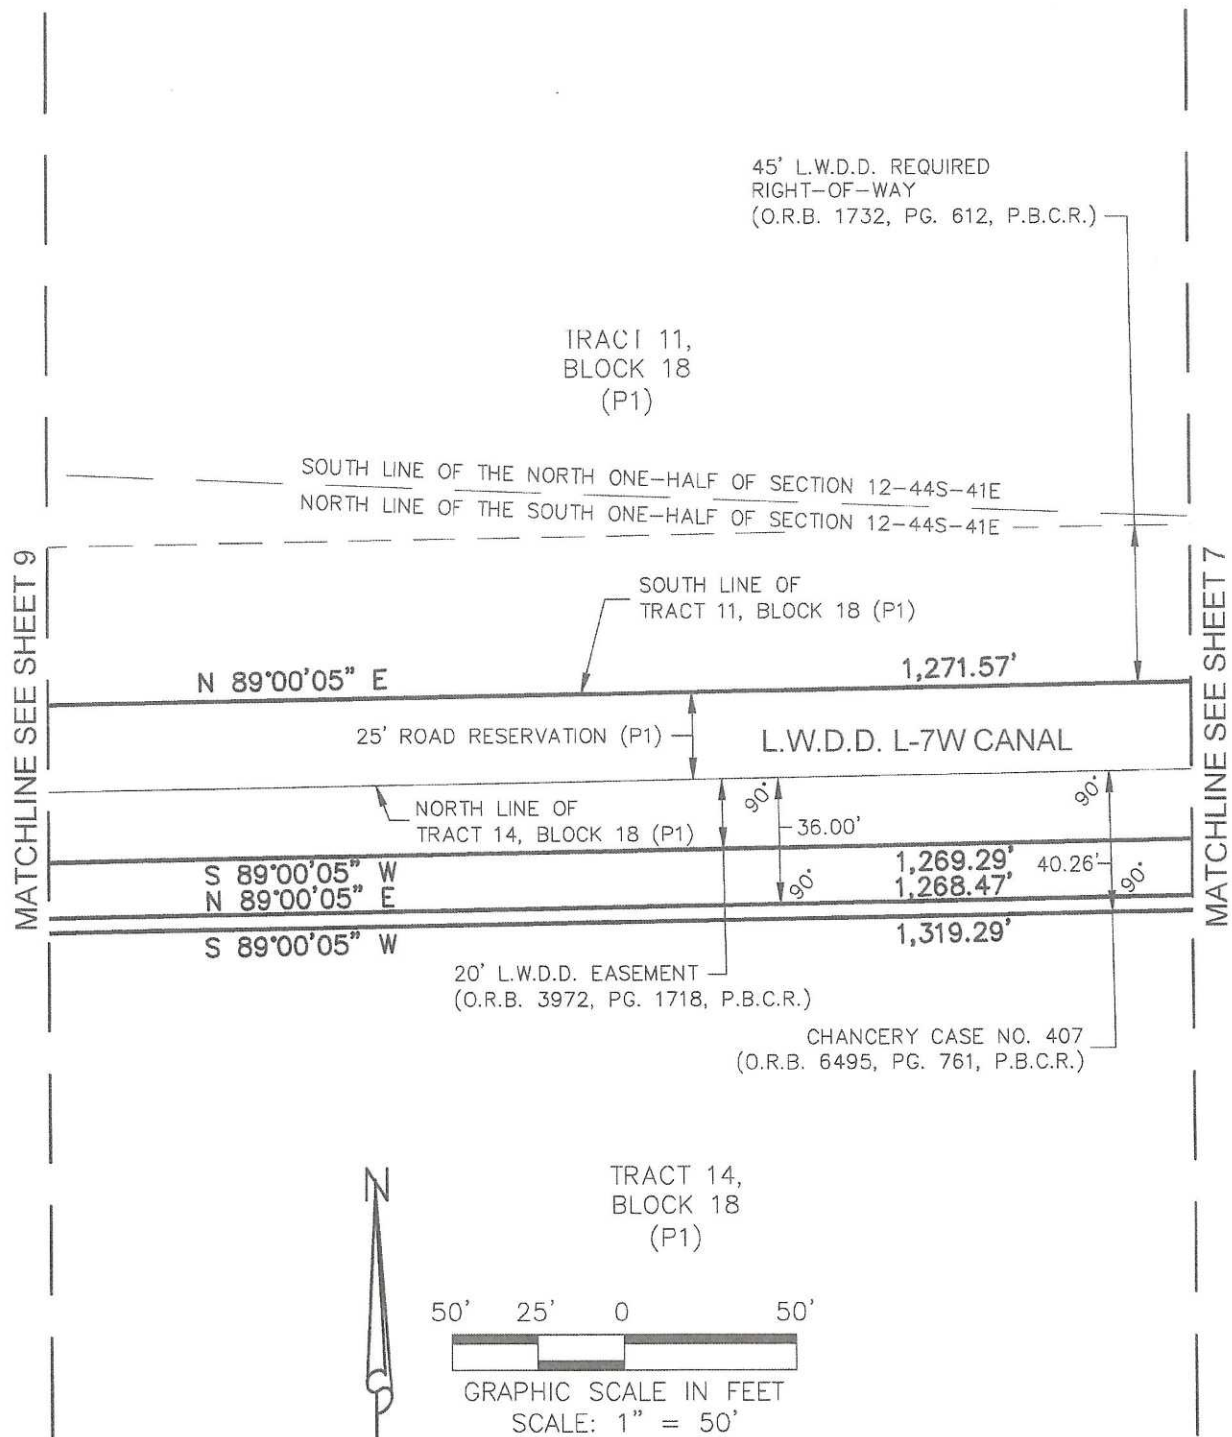 45' L.W.D.D. REQUIRED
RIGHT-OF-WAY
(O.R.B. 1732, PG. 612, P.B.C.R.)
TRACT 11,
BLOCK 18
(P1)
SOUTH LINE OF THE NORTH ONE-HALF OF SECTION 12-44S-41E
NORTH LINE OF THE SOUTH ONE-HALF OF SECTION 12-44S-41E
MATCHLINE SEE SHEET 9
MATCHLINE SEE SHEET 7
SOUTH LINE OF
TRACT 11, BLOCK 18 (P1)
N 89°00'05" E
1,271.57'
25' ROAD RESERVATION (P1)
L.W.D.D. L-7W CANAL
NORTH LINE OF
TRACT 14, BLOCK 18 (P1)
90°
36.00'
90°
S 89°00'05" W
1,269.29'
40.26'
N 89°00'05" E
90°
1,268.47'
90°
S 89°00'05" W
1,319.29'
20' L.W.D.D. EASEMENT
(O.R.B. 3972, PG. 1718, P.B.C.R.)
CHANCERY CASE NO. 407
(O.R.B. 6495, PG. 761, P.B.C.R.)
TRACT 14,
BLOCK 18
(P1)
N
50' 25' 0 50'
GRAPHIC SCALE IN FEET
SCALE: 1" = 50'